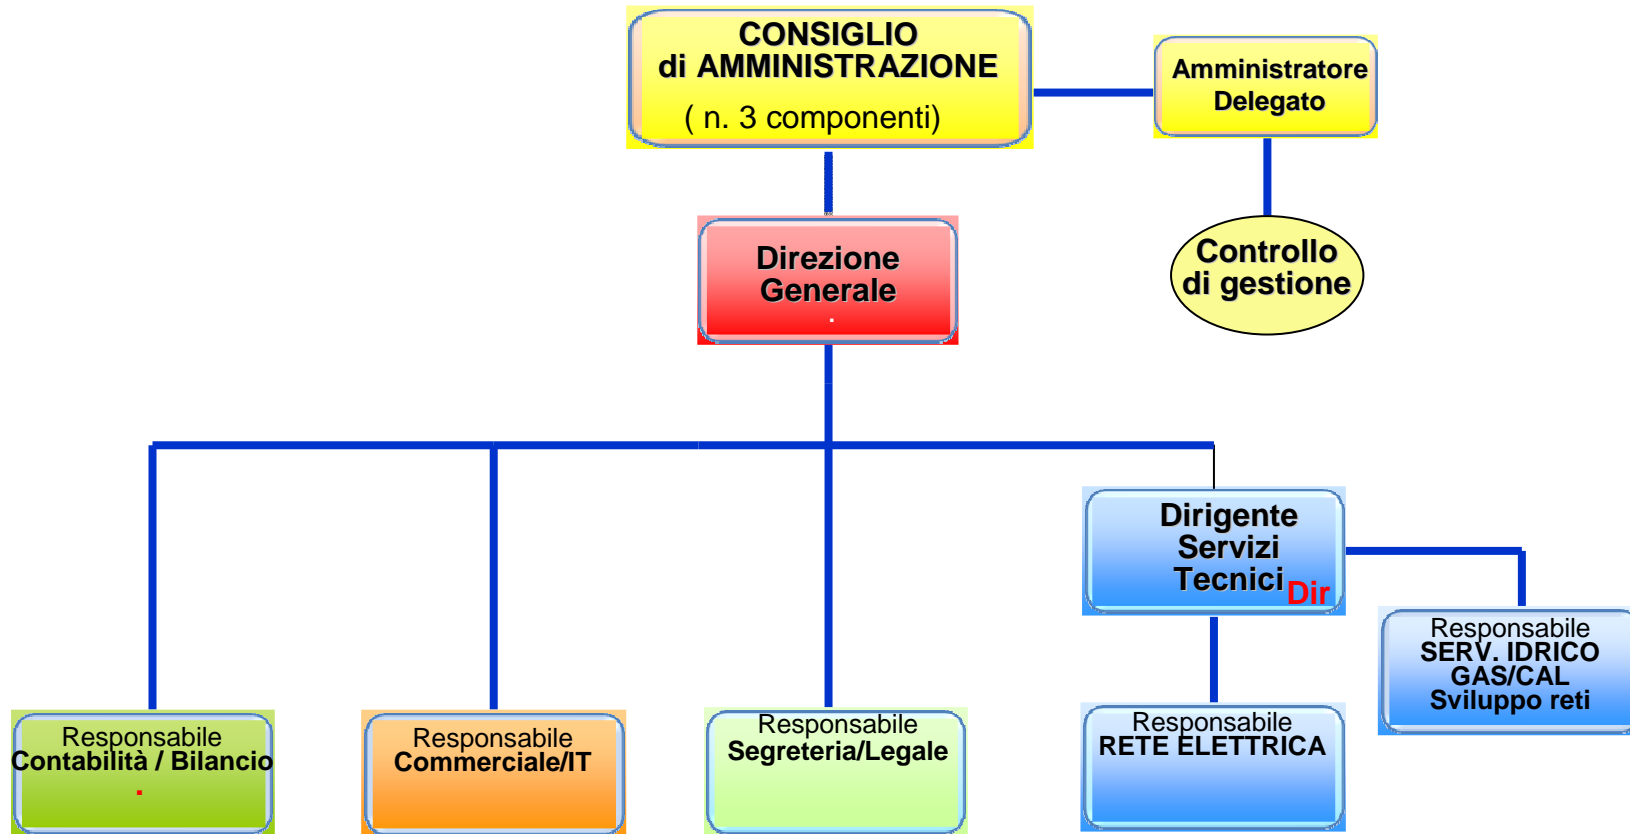 CONSIGLIO
di AMMINISTRAZIONE
( n. 3 componenti)
Amministratore
Delegato
Direzione
Generale
.
Controllo
di gestione
Dirigente
Servizi
Tecnici
Dir
Responsabile
SERV. IDRICO
GAS/CAL
Sviluppo reti
Responsabile
Contabilità / Bilancio
.
Responsabile
Commerciale/IT
Responsabile
Segreteria/Legale
Responsabile
RETE ELETTRICA